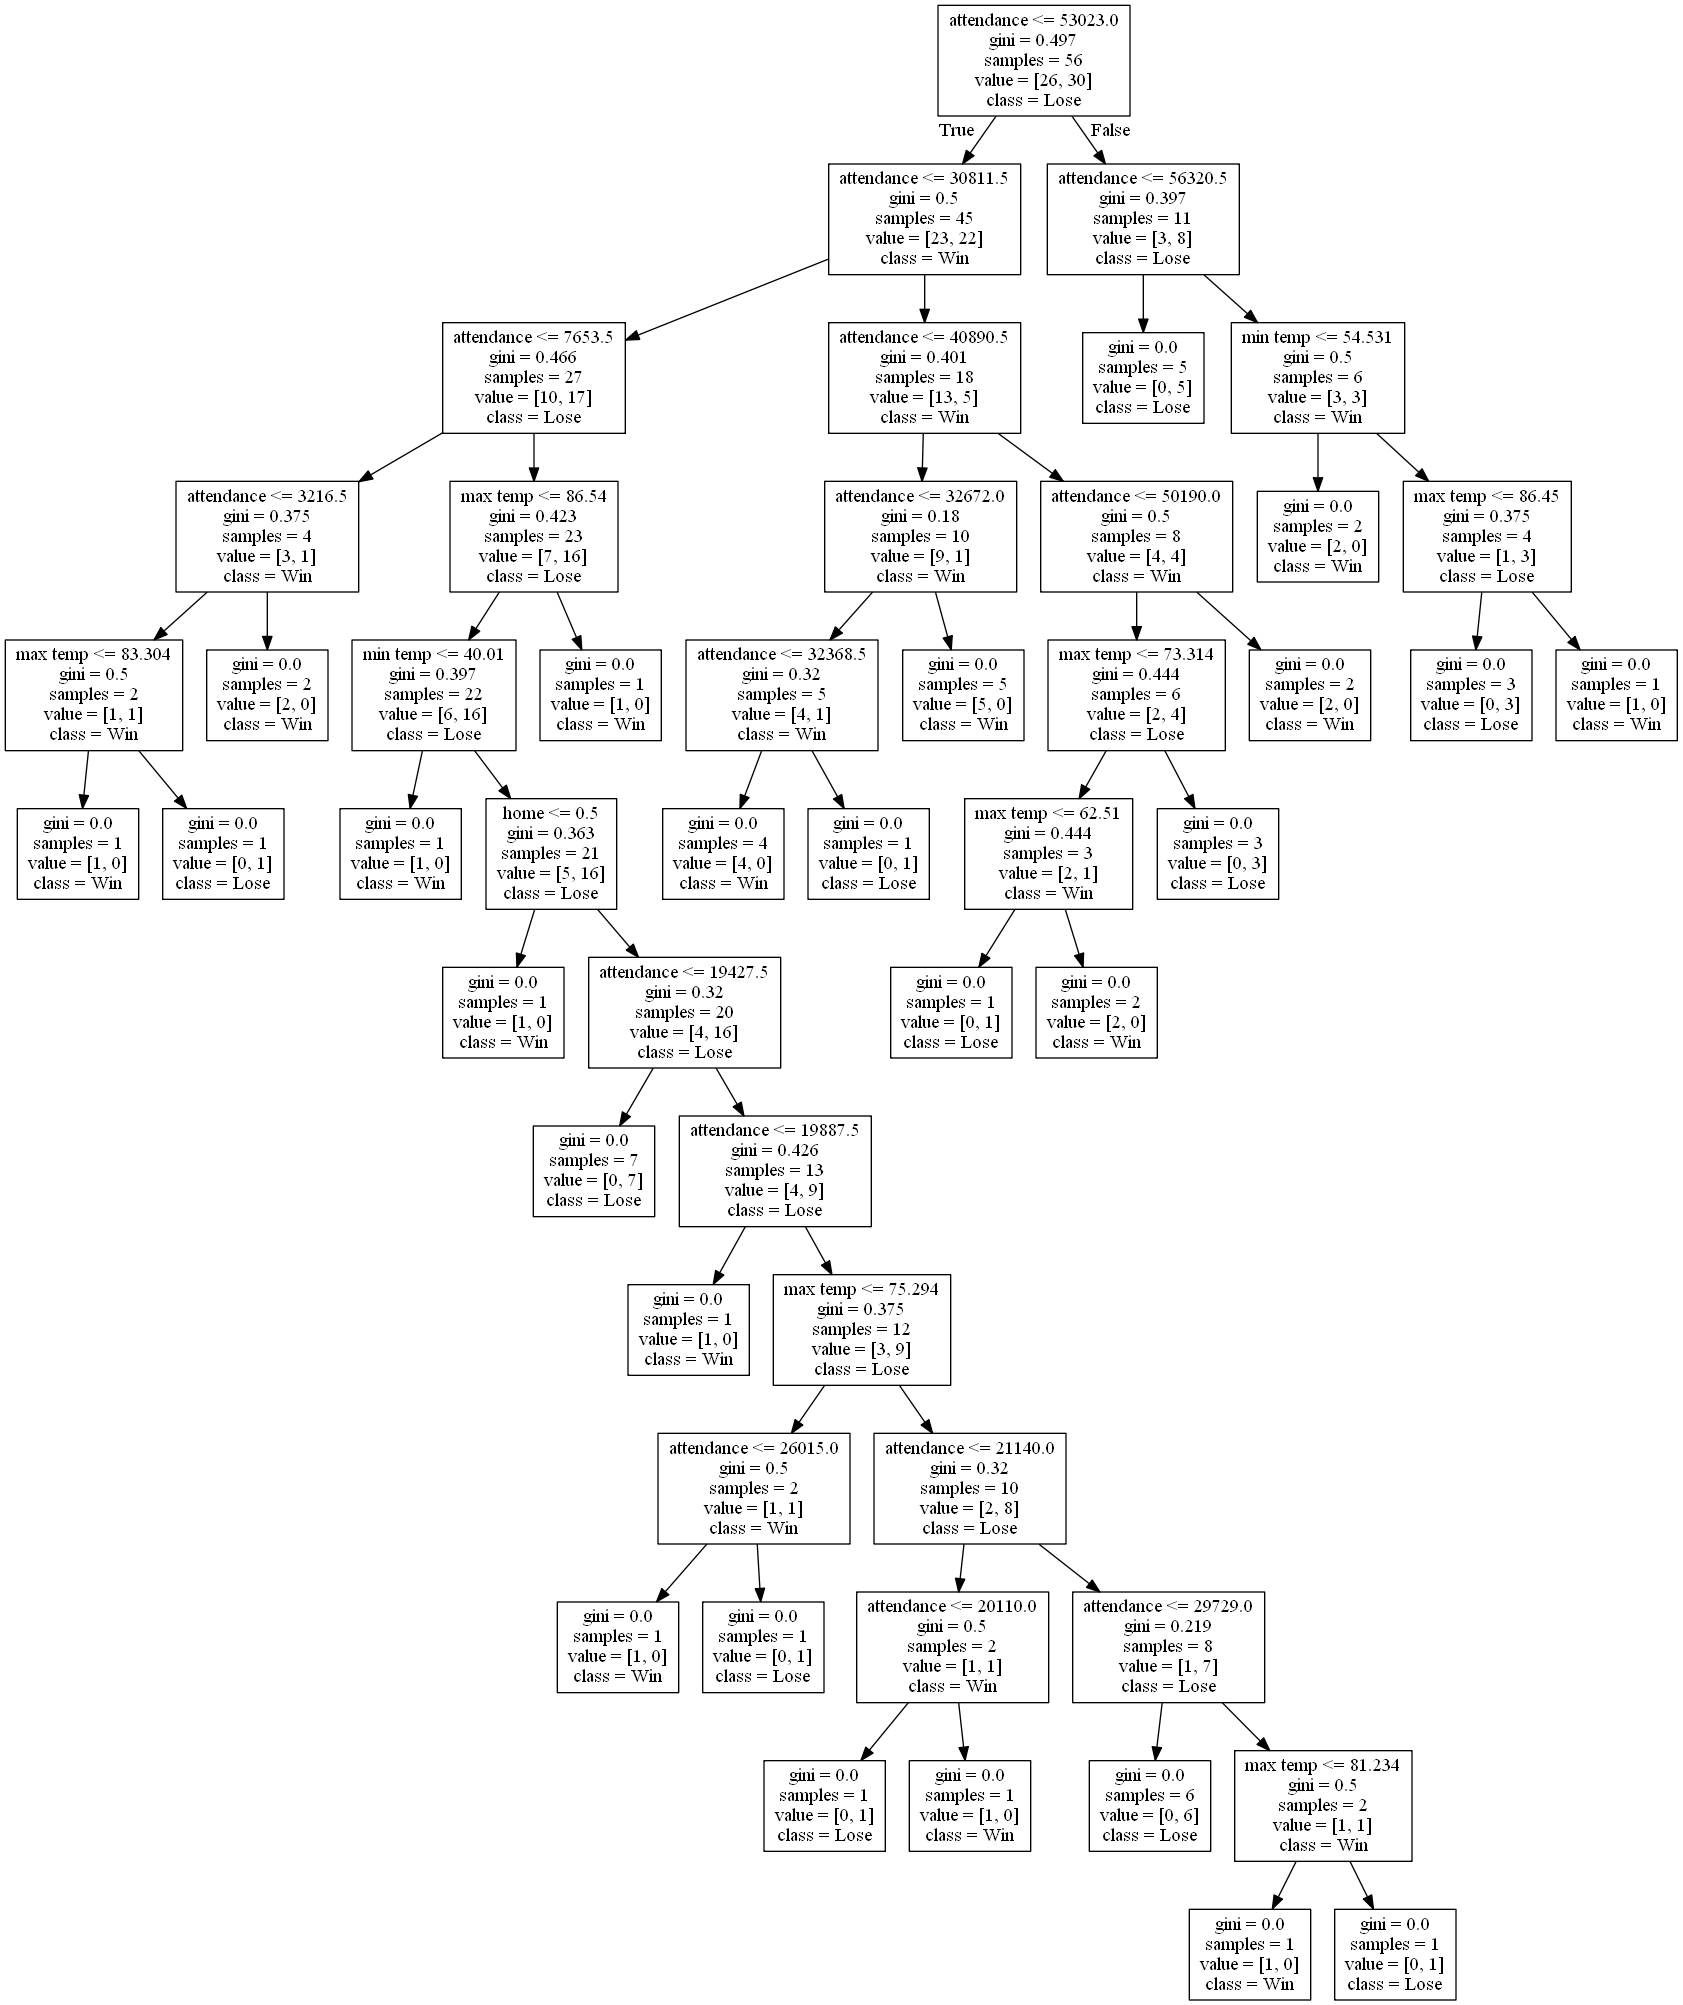 attendance <= 53023.0
gini = 0.497
samples = 56
value = [26, 30]
class = Lose
True
False
attendance <= 30811.5
gini = 0.5
samples = 45
value = [23, 22]
class = Win
attendance <= 56320.5
gini = 0.397
samples = 11
value = [3, 8]
class = Lose
attendance <= 7653.5
gini = 0.466
samples = 27
value = [10, 17]
class = Lose
attendance <= 40890.5
gini = 0.401
samples = 18
value = [13, 5]
class = Win
gini = 0.0
samples = 5
value = [0, 5]
class = Lose
min temp <= 54.531
gini = 0.5
samples = 6
value = [3, 3]
class = Win
attendance <= 3216.5
gini = 0.375
samples = 4
value = [3, 1]
class = Win
max temp <= 86.54
gini = 0.423
samples = 23
value = [7, 16]
class = Lose
attendance <= 32672.0
gini = 0.18
samples = 10
value = [9, 1]
class = Win
attendance <= 50190.0
gini = 0.5
samples = 8
value = [4, 4]
class = Win
gini = 0.0
samples = 2
value = [2, 0]
class = Win
max temp <= 86.45
gini = 0.375
samples = 4
value = [1, 3]
class = Lose
max temp <= 83.304
gini = 0.5
samples = 2
value = [1, 1]
class = Win
gini = 0.0
samples = 2
value = [2, 0]
class = Win
min temp <= 40.01
gini = 0.397
samples = 22
value = [6, 16]
class = Lose
gini = 0.0
samples = 1
value = [1, 0]
class = Win
attendance <= 32368.5
gini = 0.32
samples = 5
value = [4, 1]
class = Win
gini = 0.0
samples = 5
value = [5, 0]
class = Win
max temp <= 73.314
gini = 0.444
samples = 6
value = [2, 4]
class = Lose
gini = 0.0
samples = 2
value = [2, 0]
class = Win
gini = 0.0
samples = 3
value = [0, 3]
class = Lose
gini = 0.0
samples = 1
value = [1, 0]
class = Win
gini = 0.0
samples = 1
value = [1, 0]
class = Win
gini = 0.0
samples = 1
value = [0, 1]
class = Lose
gini = 0.0
samples = 1
value = [1, 0]
class = Win
home <= 0.5
gini = 0.363
samples = 21
value = [5, 16]
class = Lose
gini = 0.0
samples = 4
value = [4, 0]
class = Win
gini = 0.0
samples = 1
value = [0, 1]
class = Lose
max temp <= 62.51
gini = 0.444
samples = 3
value = [2, 1]
class = Win
gini = 0.0
samples = 3
value = [0, 3]
class = Lose
gini = 0.0
samples = 1
value = [1, 0]
class = Win
attendance <= 19427.5
gini = 0.32
samples = 20
value = [4, 16]
class = Lose
gini = 0.0
samples = 1
value = [0, 1]
class = Lose
gini = 0.0
samples = 2
value = [2, 0]
class = Win
gini = 0.0
samples = 7
value = [0, 7]
class = Lose
attendance <= 19887.5
gini = 0.426
samples = 13
value = [4, 9]
class = Lose
gini = 0.0
samples = 1
value = [1, 0]
class = Win
max temp <= 75.294
gini = 0.375
samples = 12
value = [3, 9]
class = Lose
attendance <= 26015.0
gini = 0.5
samples = 2
value = [1, 1]
class = Win
attendance <= 21140.0
gini = 0.32
samples = 10
value = [2, 8]
class = Lose
gini = 0.0
samples = 1
value = [1, 0]
class = Win
gini = 0.0
samples = 1
value = [0, 1]
class = Lose
attendance <= 20110.0
gini = 0.5
samples = 2
value = [1, 1]
class = Win
attendance <= 29729.0
gini = 0.219
samples = 8
value = [1, 7]
class = Lose
gini = 0.0
samples = 1
value = [0, 1]
class = Lose
gini = 0.0
samples = 1
value = [1, 0]
class = Win
gini = 0.0
samples = 6
value = [0, 6]
class = Lose
max temp <= 81.234
gini = 0.5
samples = 2
value = [1, 1]
class = Win
gini = 0.0
samples = 1
value = [1, 0]
class = Win
gini = 0.0
samples = 1
value = [0, 1]
class = Lose